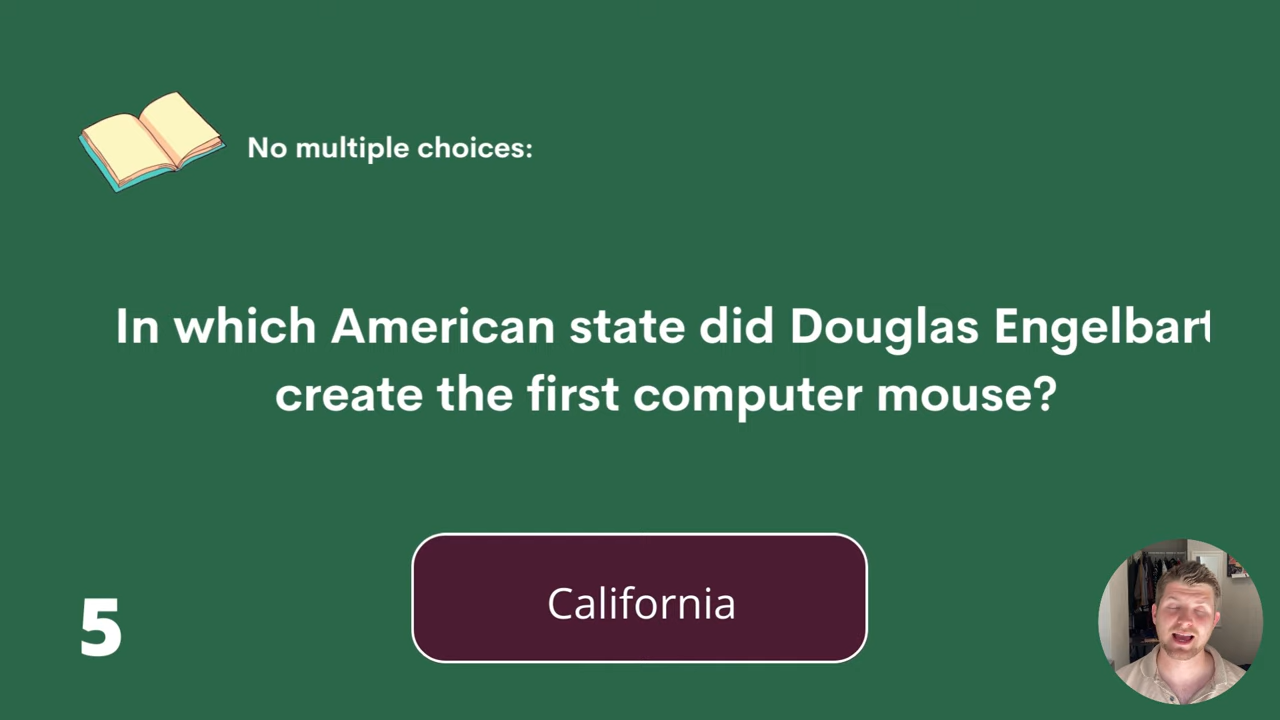 No multiple choices:
In which American state did Douglas Engelbart
create the first computer mouse?
California
5